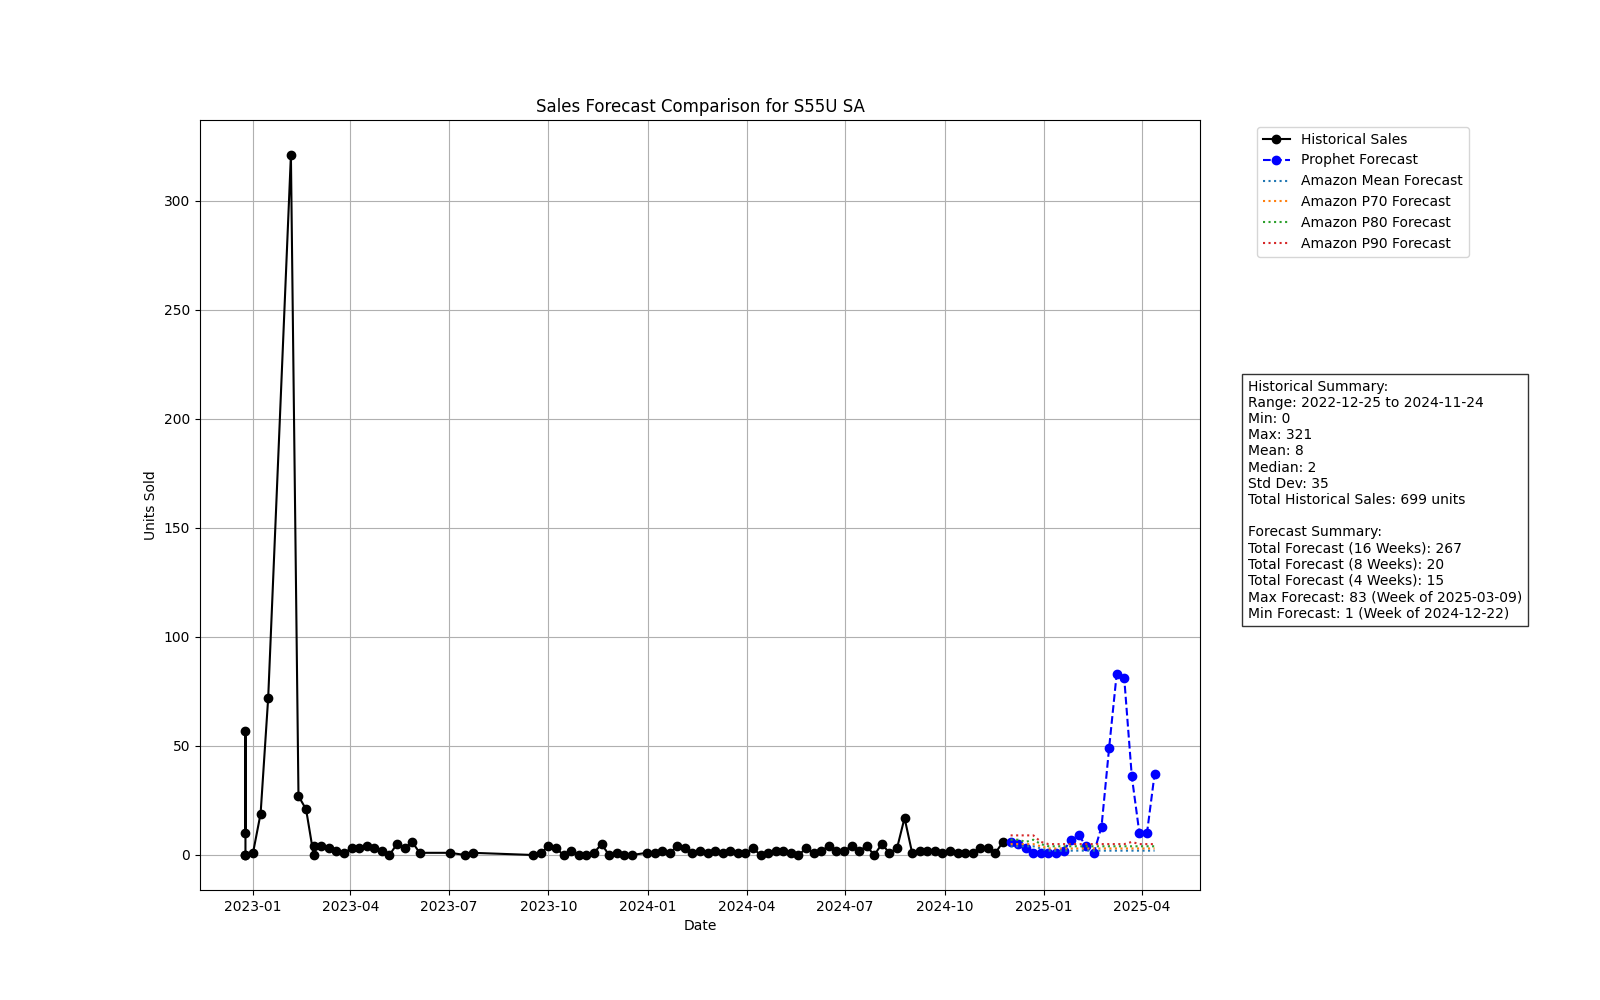 Sales Forecast Comparison for S55U SA
Historical Sales
Prophet Forecast
Amazon Mean Forecast
Amazon P70 Forecast
Amazon P80 Forecast
Amazon P90 Forecast
300
250
200
150
100
50
0
Units Sold
2023-01
2023-04
2023-07
2023-10
2024-01
2024-04
2024-07
2024-10
2025-01
2025-04
Date
Historical Summary:
Range: 2022-12-25 to 2024-11-24
Min: 0
Max: 321
Mean: 8
Median: 2
Std Dev: 35
Total Historical Sales: 699 units
Forecast Summary:
Total Forecast (16 Weeks): 267
Total Forecast (8 Weeks): 20
Total Forecast (4 Weeks): 15
Max Forecast: 83 (Week of 2025-03-09)
Min Forecast: 1 (Week of 2024-12-22)